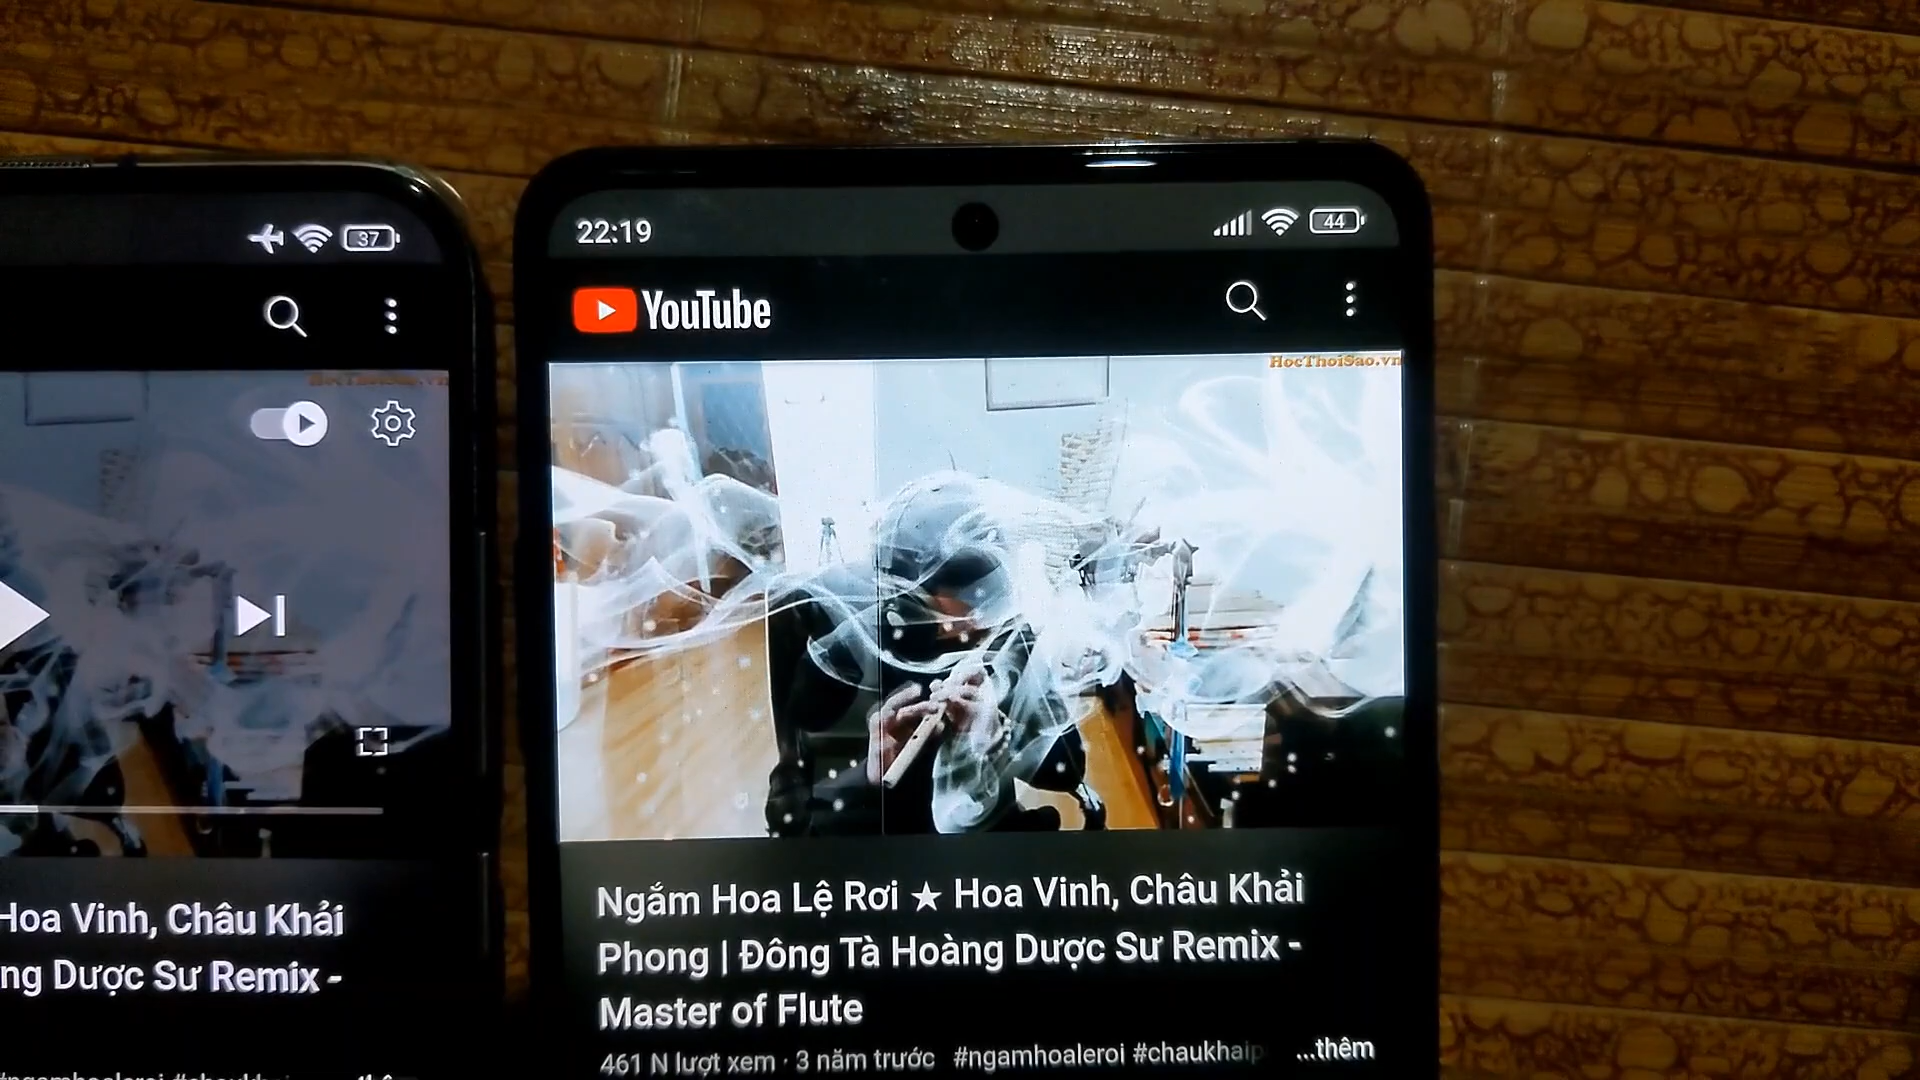 37
HocThoiSao.vn
Hoa Vinh, Châu Khải
ng Dược Sư Remix -
22:19
44
YouTube
HocThoiSao.vn
Ngắm Hoa Lệ Rơi ★ Hoa Vinh, Châu Khải
Phong | Đông Tà Hoàng Dược Sư Remix -
Master of Flute
461 N lượt xem · 3 năm trước #ngamhoaleroi #chaukhaip ...thêm